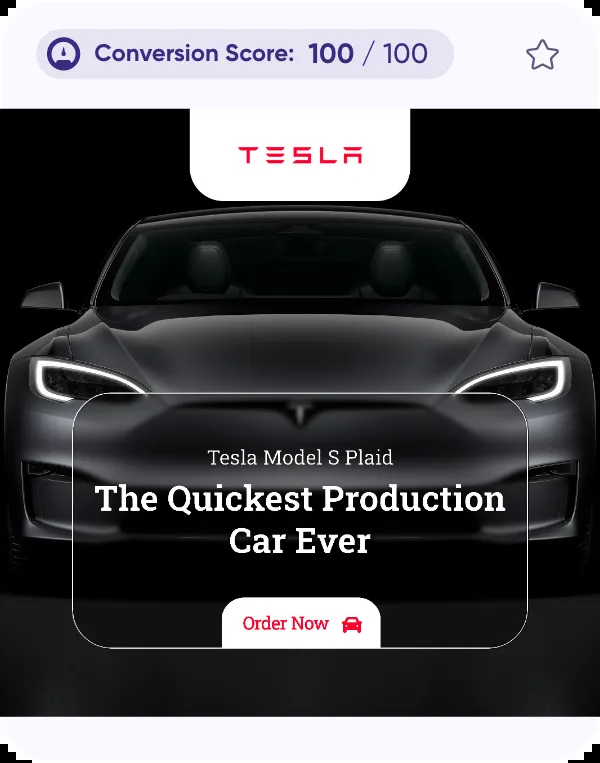 Conversion Score: 100 / 100
TESLA
Tesla Model S Plaid
The Quickest Production
Car Ever
Order Now